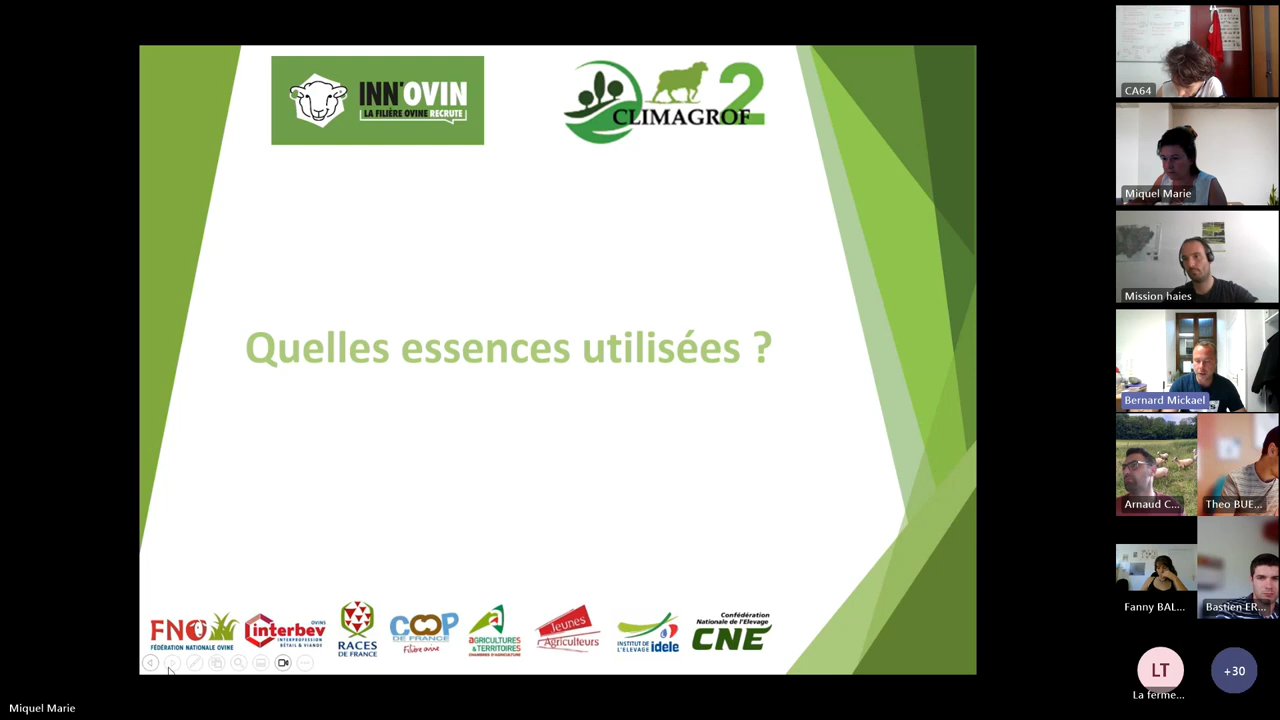 INN'OVIN
LA FILIÈRE OVINE RECRUTE
CLIMAGROF
2
Quelles essences utilisées ?
FNO
FÉDÉRATION NATIONALE OVINE
OVINS
interbev
INTERPROFESSION
BÉTAIL & VIANDE
RACES
DE FRANCE
COOP
DE FRANCE
Filière ovine
AGRICULTURES
& TERRITOIRES
CHAMBRES D'AGRICULTURE
Jeunes
Agriculteurs
INSTITUT DE
L'ELEVAGE idele
Confédération
Nationale de l'Elevage
CNE
CA64
Miquel Marie
Mission haies
Bernard Mickael
Arnaud C...
Theo BUE...
Fanny BAL...
Bastien ER...
LT
La ferme...
+30
Miquel Marie